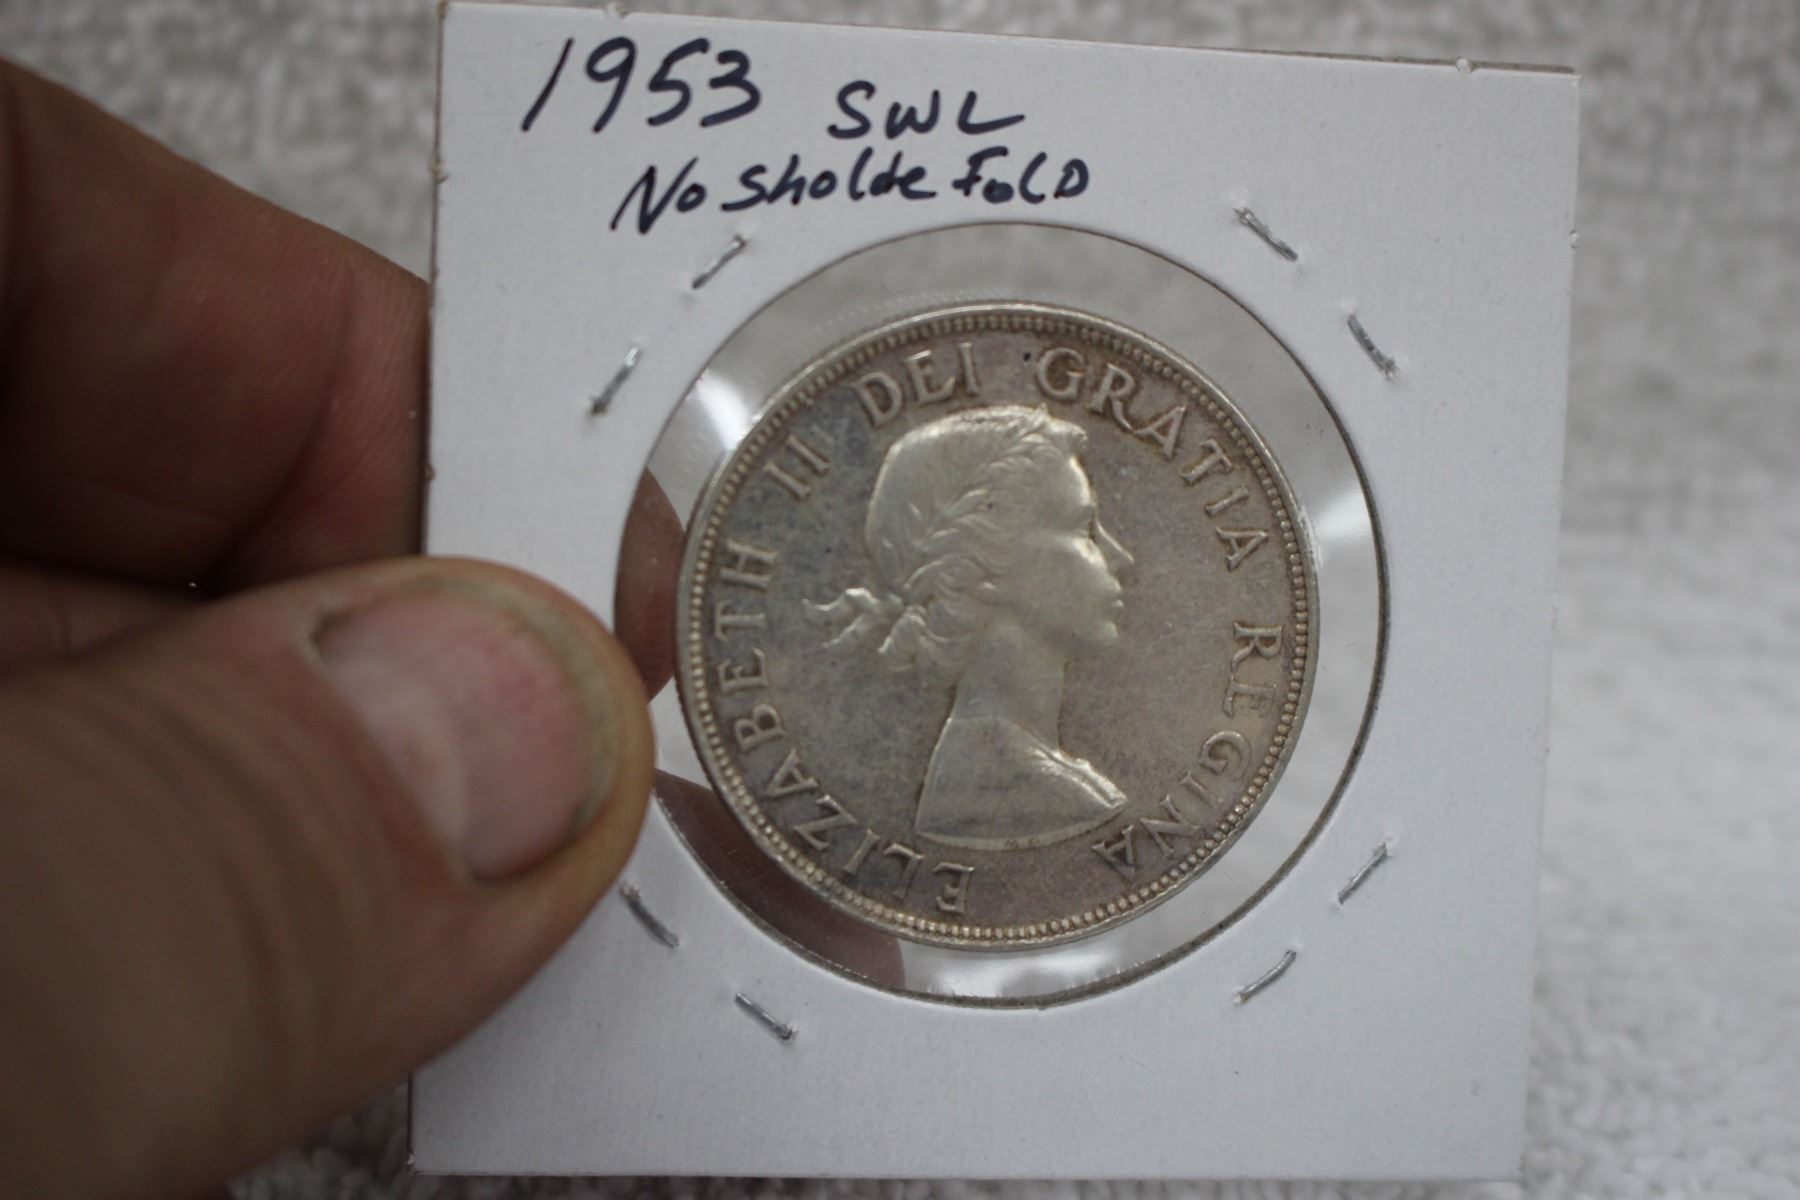 1953 SWL
No Sholde Fold
ELIZABETH II DEI GRATIA REGINA